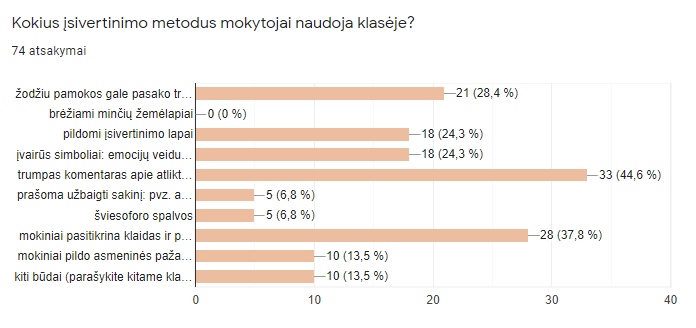 Kokius įsivertinimo metodus mokytojai naudoja klasėje?
74 atsakymai
žodžiu pamokos gale pasako tr… 21 (28,4 %)
brėžiami minčių žemėlapiai 0 (0 %)
pildomi įsivertinimo lapai 18 (24,3 %)
įvairūs simboliai: emocijų veidu… 18 (24,3 %)
trumpas komentaras apie atlikt… 33 (44,6 %)
prašoma užbaigti sakinį: pvz. a… 5 (6,8 %)
šviesoforo spalvos 5 (6,8 %)
mokiniai pasitikrina klaidas ir p… 28 (37,8 %)
mokiniai pildo asmeninės paža… 10 (13,5 %)
kiti būdai (parašykite kitame kla… 10 (13,5 %)
0 10 20 30 40